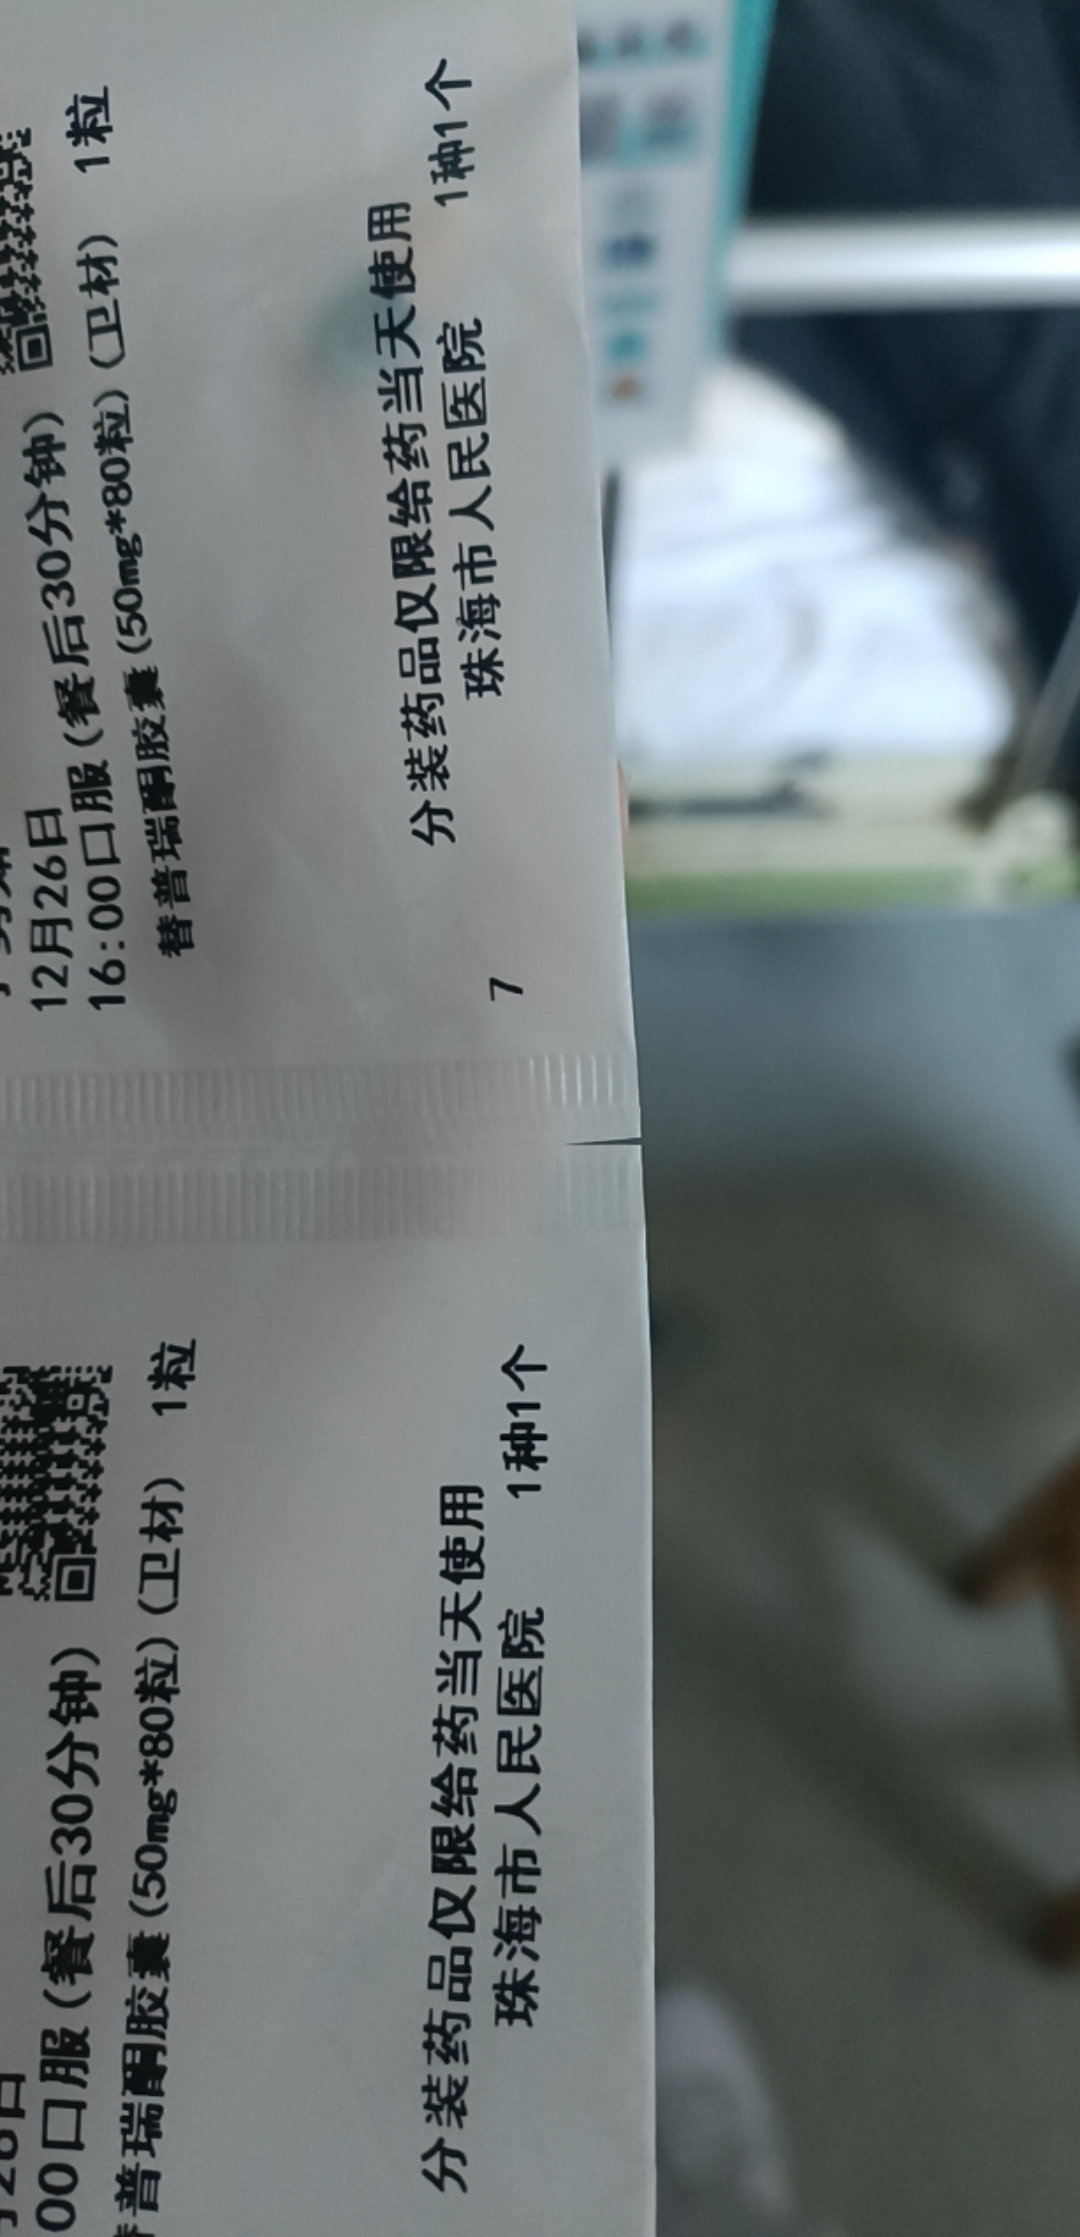 12月26日
16:00口服(餐后30分钟)
替普瑞酮胶囊(50mg*80粒)(卫材) 1粒
分装药品仅限给药当天使用
7 珠海市人民医院 1种1个
00口服(餐后30分钟)
普瑞酮胶囊(50mg*80粒)(卫材) 1粒
分装药品仅限给药当天使用
珠海市人民医院 1种1个